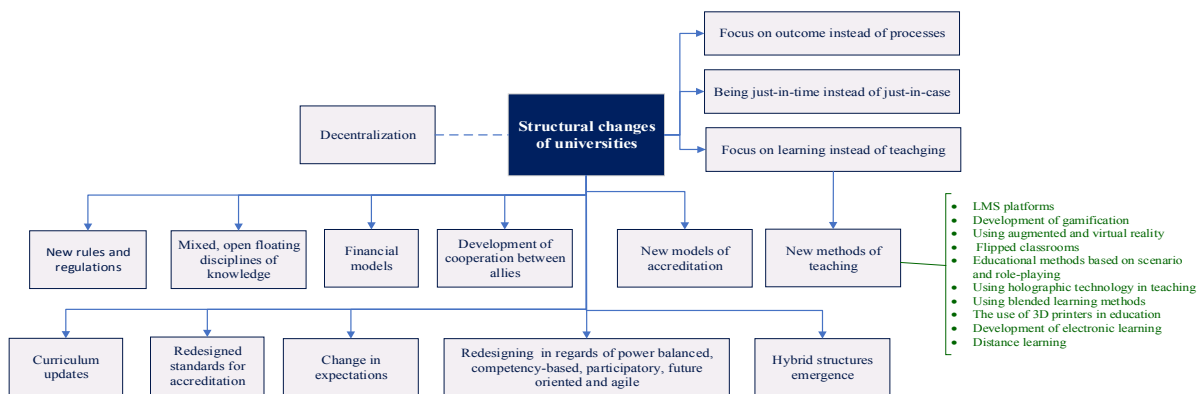 Focus on outcome instead of processes
Being just-in-time instead of just-in-case
Decentralization
Structural changes
of universities
Focus on learning instead of teachging
New rules and
regulations
Mixed, open floating
disciplines of
knowledge
Financial
models
Development of
cooperation between
allies
New models of
accreditation
New methods of
teaching
• LMS platforms
• Development of gamification
• Using augmented and virtual reality
• Flipped classrooms
• Educational methods based on scenario
and role-playing
• Using holographic technology in teaching
• Using blended learning methods
• The use of 3D printers in education
• Development of electronic learning
• Distance learning
Curriculum
updates
Redesigned
standards for
accreditation
Change in
expectations
Redesigning in regards of power balanced,
competency-based, participatory, future
oriented and agile
Hybrid structures
emergence